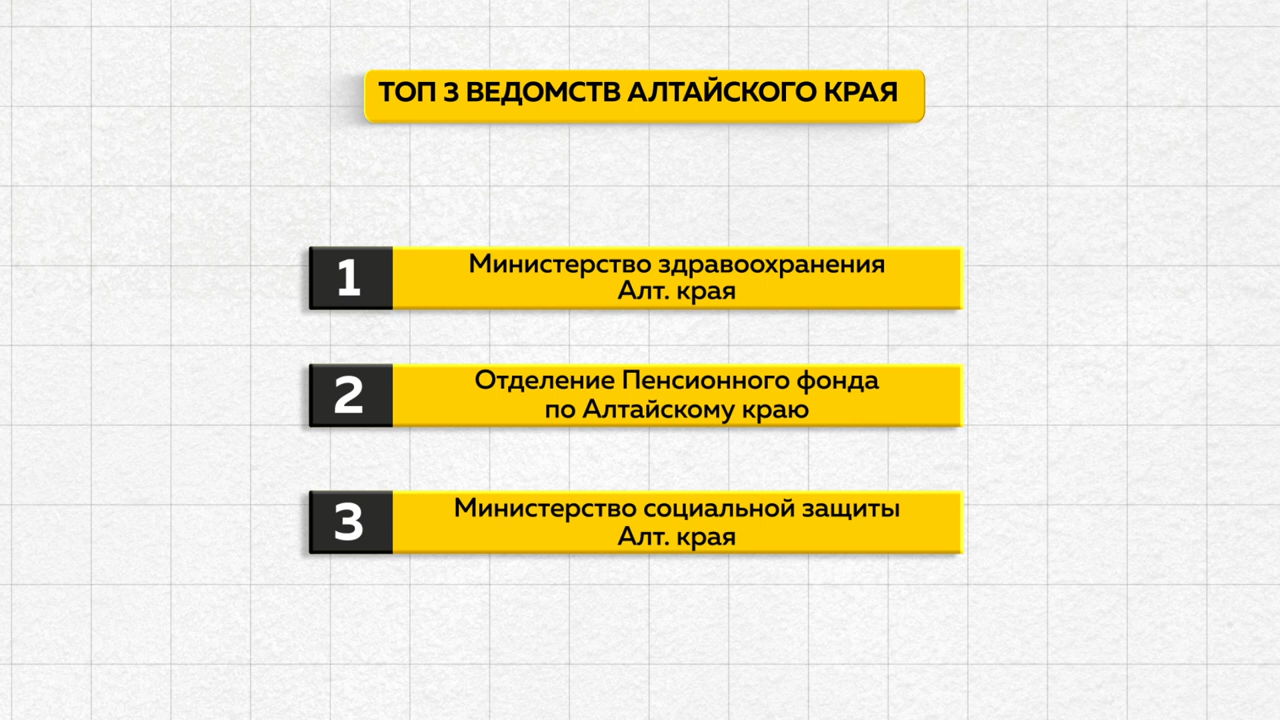 ТОП 3 ВЕДОМСТВ АЛТАЙСКОГО КРАЯ
1
Министерство здравоохранения
Алт. края
2
Отделение Пенсионного фонда
по Алтайскому краю
3
Министерство социальной защиты
Алт. края